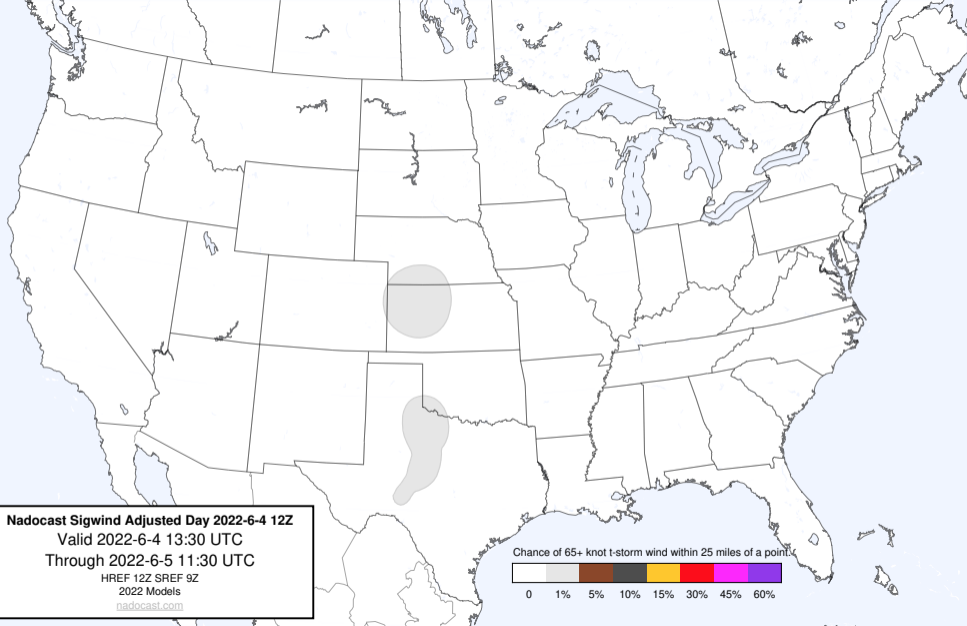 Nadocast Sigwind Adjusted Day 2022-6-4 12Z
Valid 2022-6-4 13:30 UTC
Through 2022-6-5 11:30 UTC
HREF 12Z SREF 9Z
2022 Models
nadocast.com
Chance of 65+ knot t-storm wind within 25 miles of a point.
0 1% 5% 10% 15% 30% 45% 60%